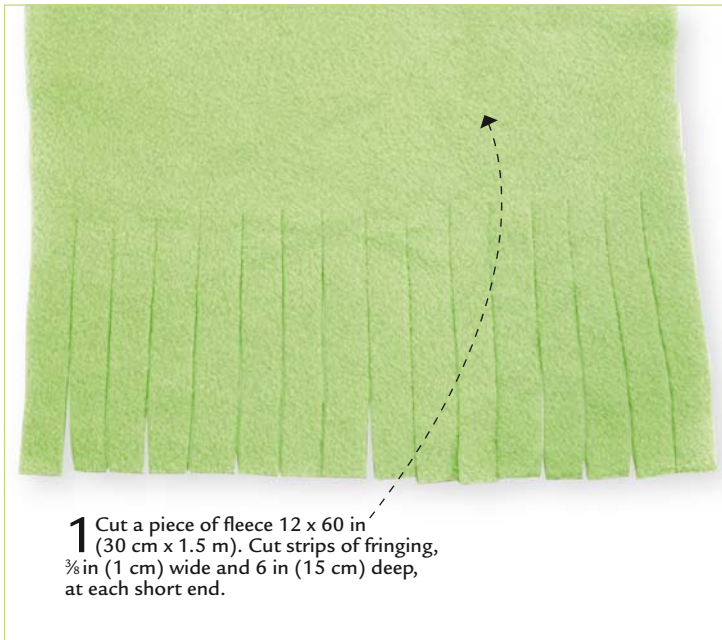 1 Cut a piece of fleece 12 x 60 in
(30 cm x 1.5 m). Cut strips of fringing,
⅜ in (1 cm) wide and 6 in (15 cm) deep,
at each short end.